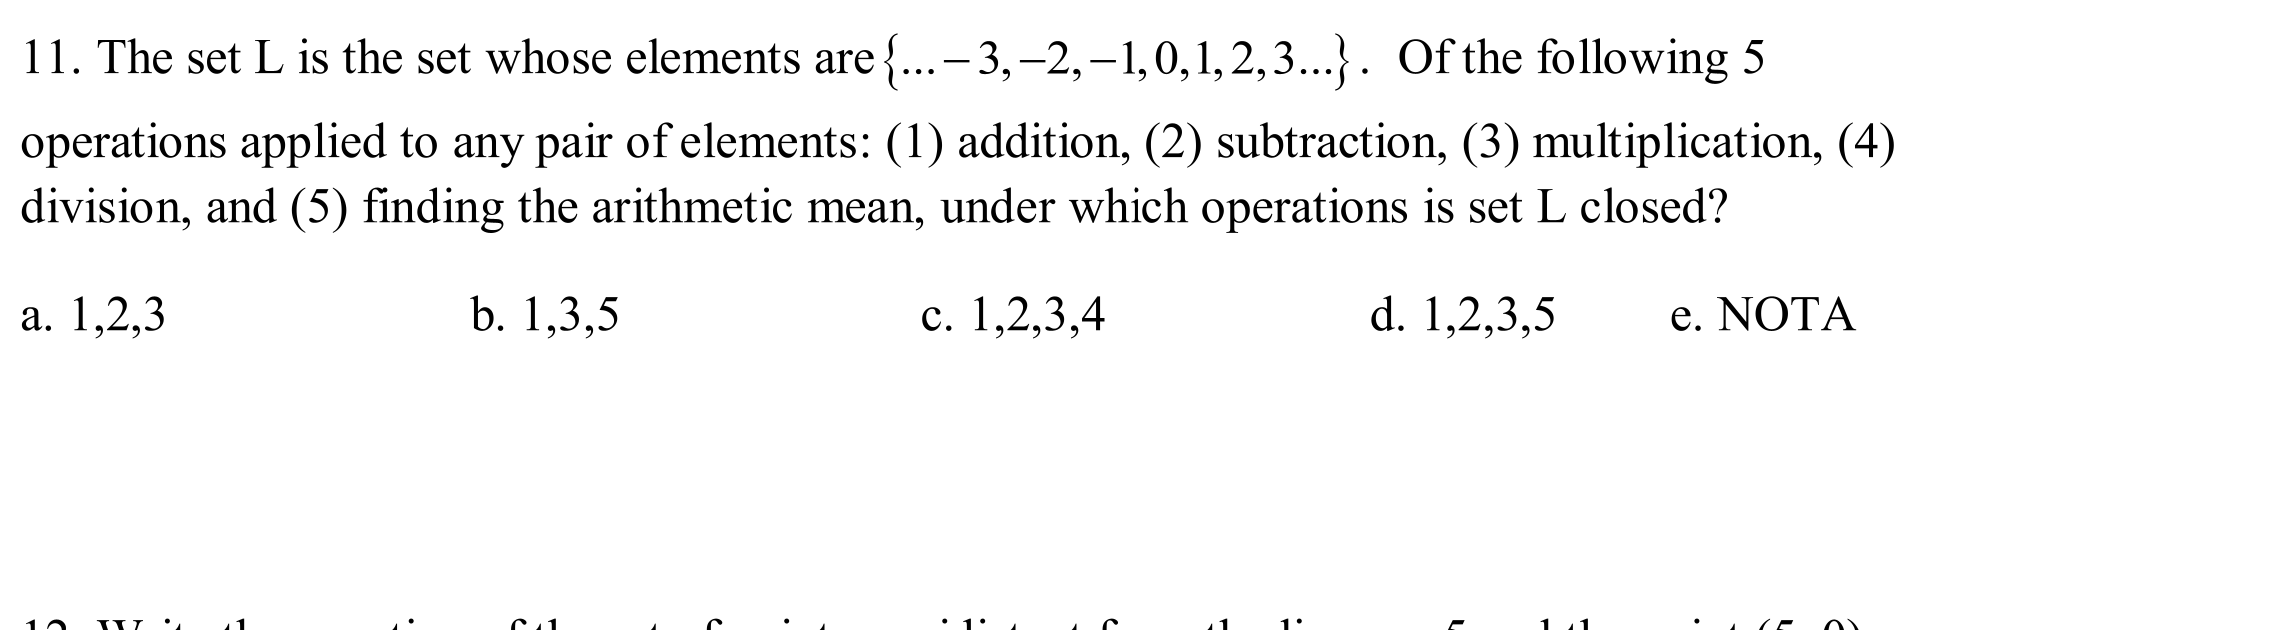 11. The set L is the set whose elements are {...−3,−2,−1,0,1,2,3...}. Of the following 5
operations applied to any pair of elements: (1) addition, (2) subtraction, (3) multiplication, (4)
division, and (5) finding the arithmetic mean, under which operations is set L closed?
a. 1,2,3 b. 1,3,5 c. 1,2,3,4 d. 1,2,3,5 e. NOTA